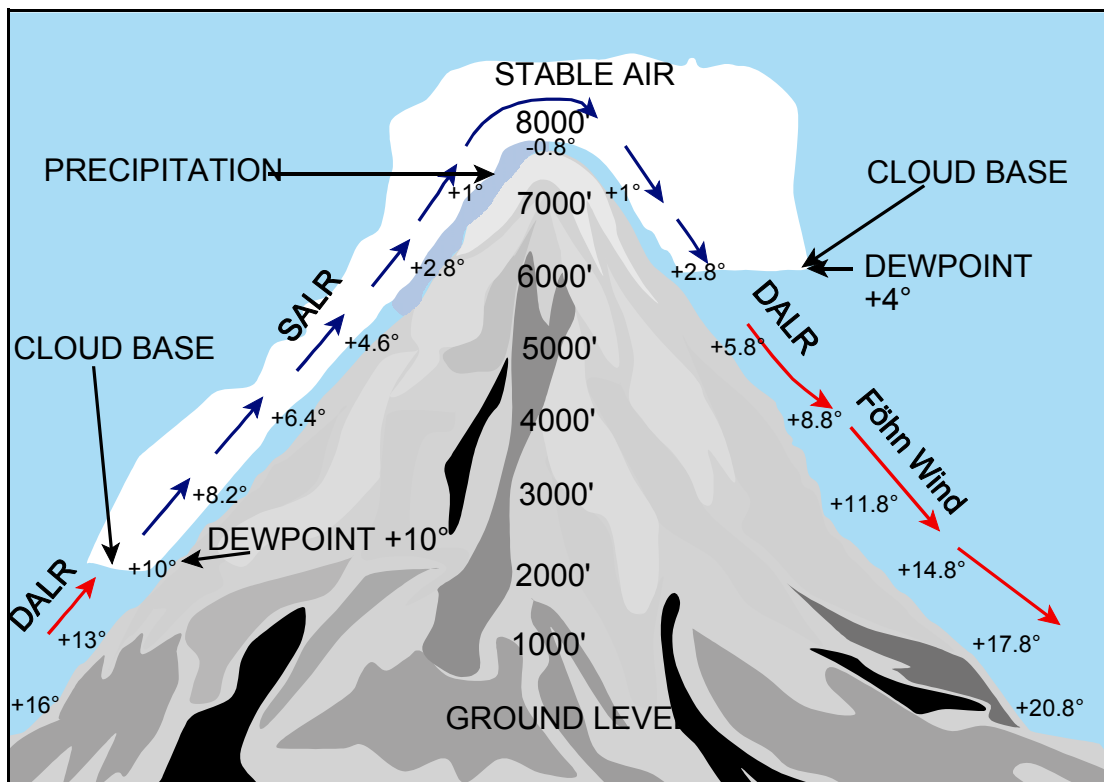 STABLE AIR
8000'
-0.8°
PRECIPITATION
CLOUD BASE
+1°
+1°
7000'
+2.8°
6000'
+2.8°
DEWPOINT
+4°
SALR
DALR
CLOUD BASE
+4.6°
5000'
+5.8°
+6.4°
4000'
+8.8°
Föhn Wind
+8.2°
3000'
+11.8°
DEWPOINT +10°
+10°
2000'
+14.8°
DALR
+13°
1000'
+17.8°
+16°
GROUND LEVEL
+20.8°